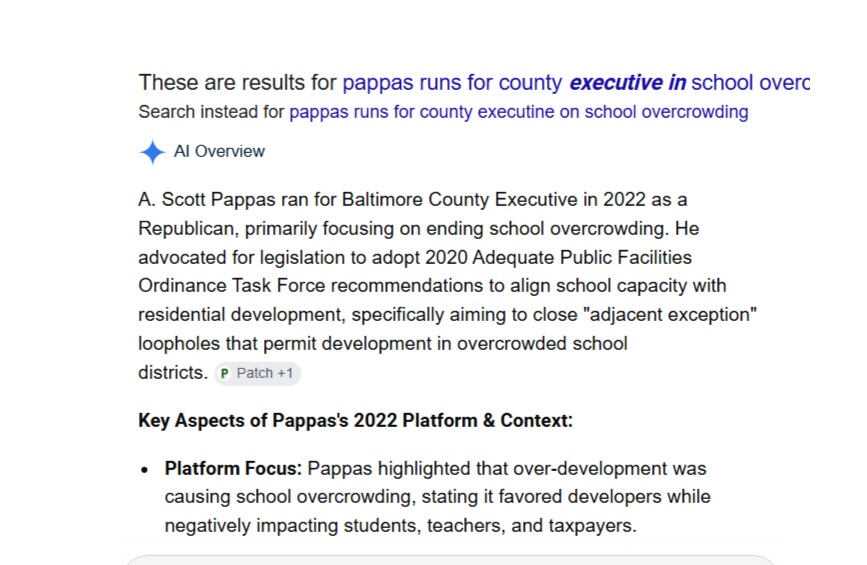 These are results for pappas runs for county executive in school overc
Search instead for pappas runs for county executine on school overcrowding
AI Overview
A. Scott Pappas ran for Baltimore County Executive in 2022 as a
Republican, primarily focusing on ending school overcrowding. He
advocated for legislation to adopt 2020 Adequate Public Facilities
Ordinance Task Force recommendations to align school capacity with
residential development, specifically aiming to close "adjacent exception"
loopholes that permit development in overcrowded school
districts. P Patch +1
Key Aspects of Pappas's 2022 Platform & Context:
• Platform Focus: Pappas highlighted that over-development was
causing school overcrowding, stating it favored developers while
negatively impacting students, teachers, and taxpayers.